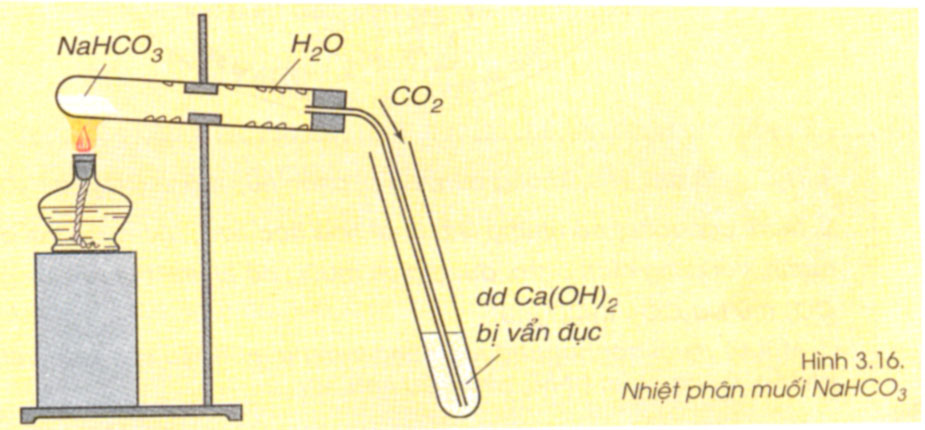 NaHCO₃
H₂O
CO₂
dd Ca(OH)₂
bị vẩn đục
Hình 3.16.
Nhiệt phân muối NaHCO₃